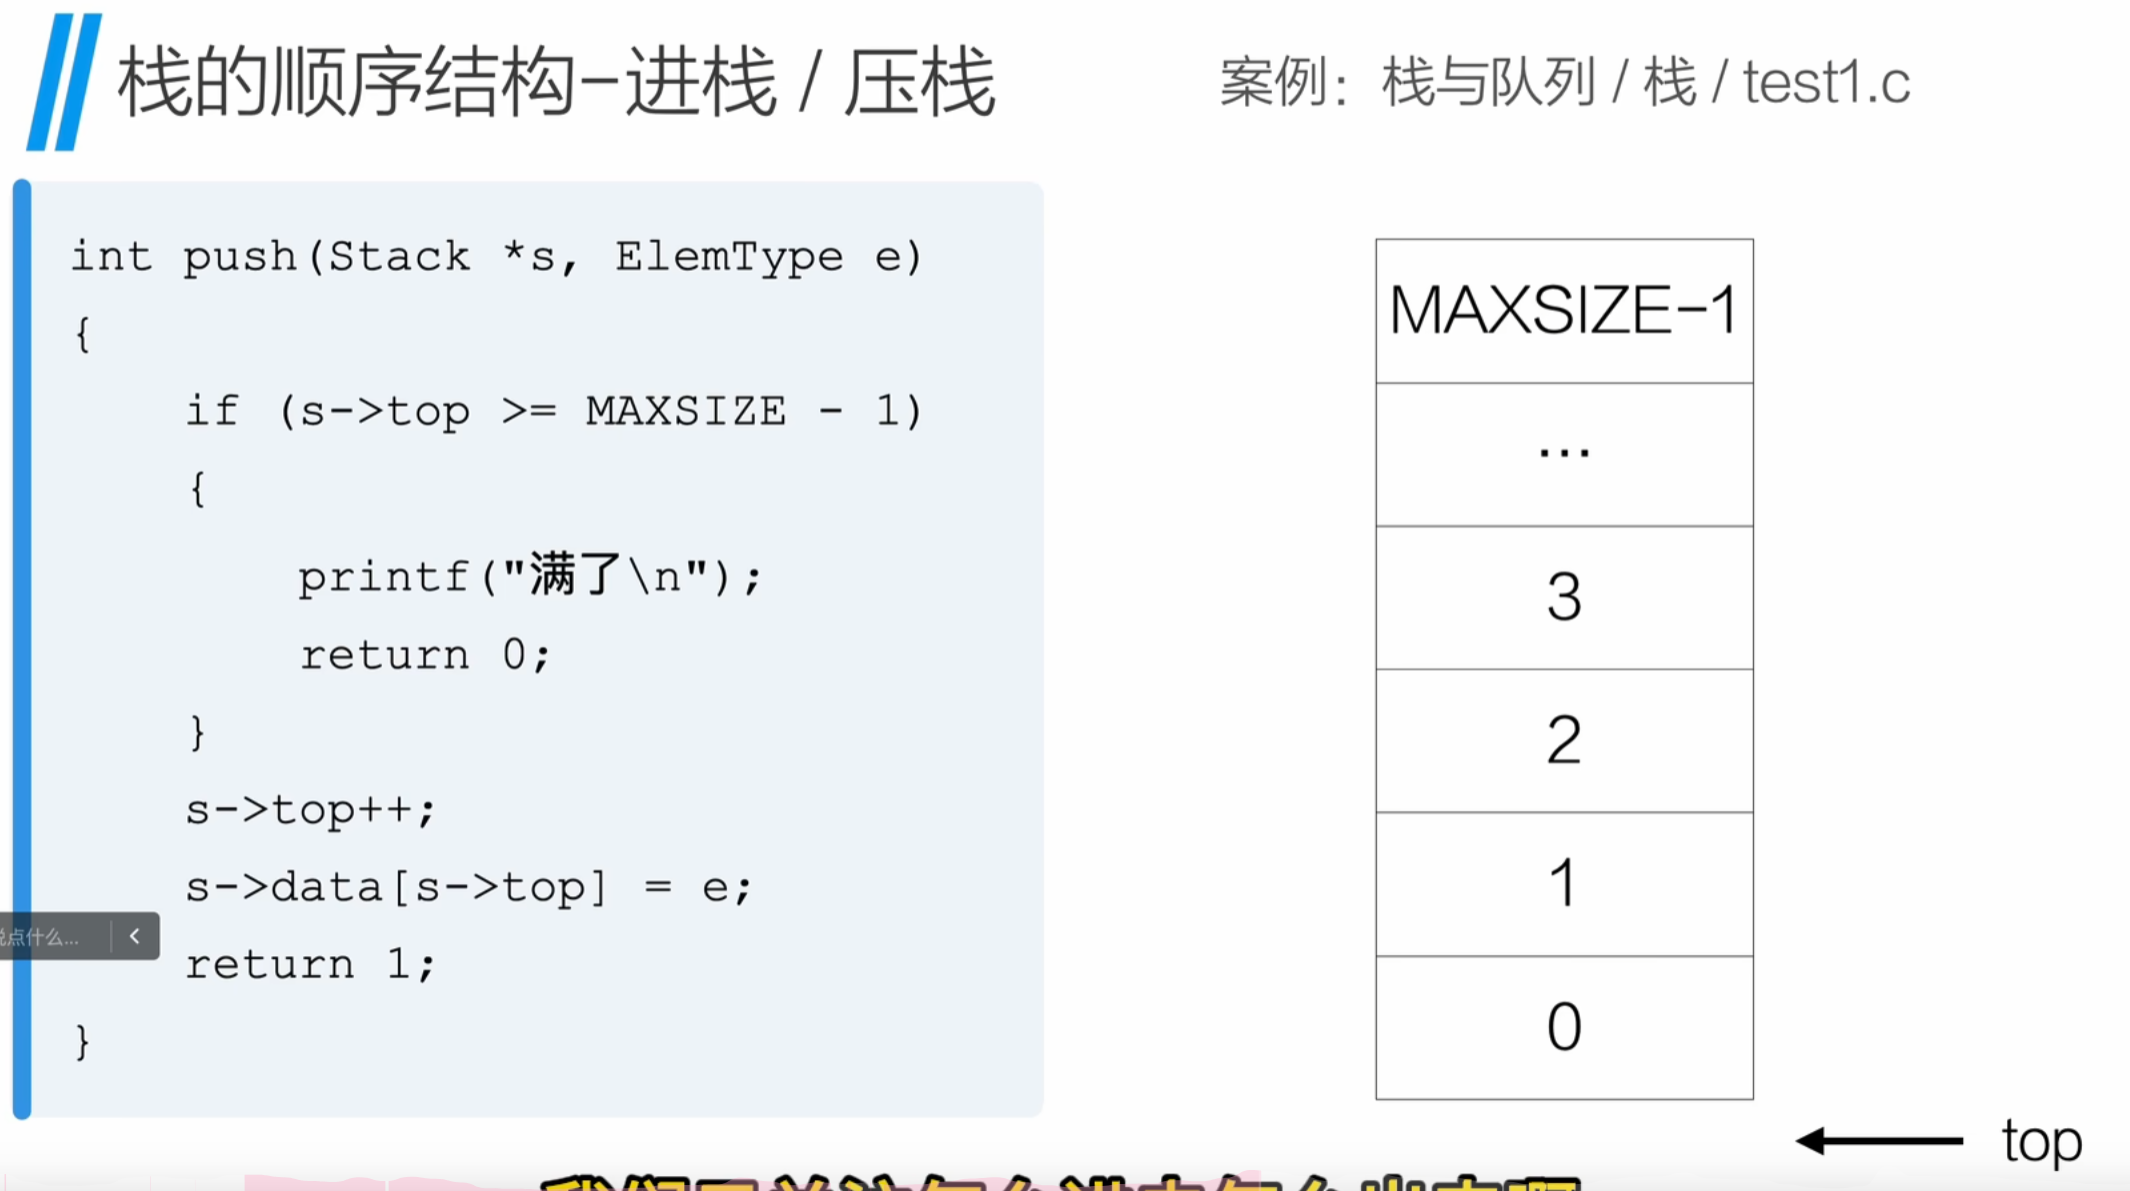 栈的顺序结构-进栈 / 压栈
案例：栈与队列 / 栈 / test1.c
int push(Stack *s, ElemType e)
{
    if (s->top >= MAXSIZE - 1)
    {
        printf("满了\n");
        return 0;
    }
    s->top++;
    s->data[s->top] = e;
    return 1;
}
MAXSIZE-1
...
3
2
1
0
top
点什么...